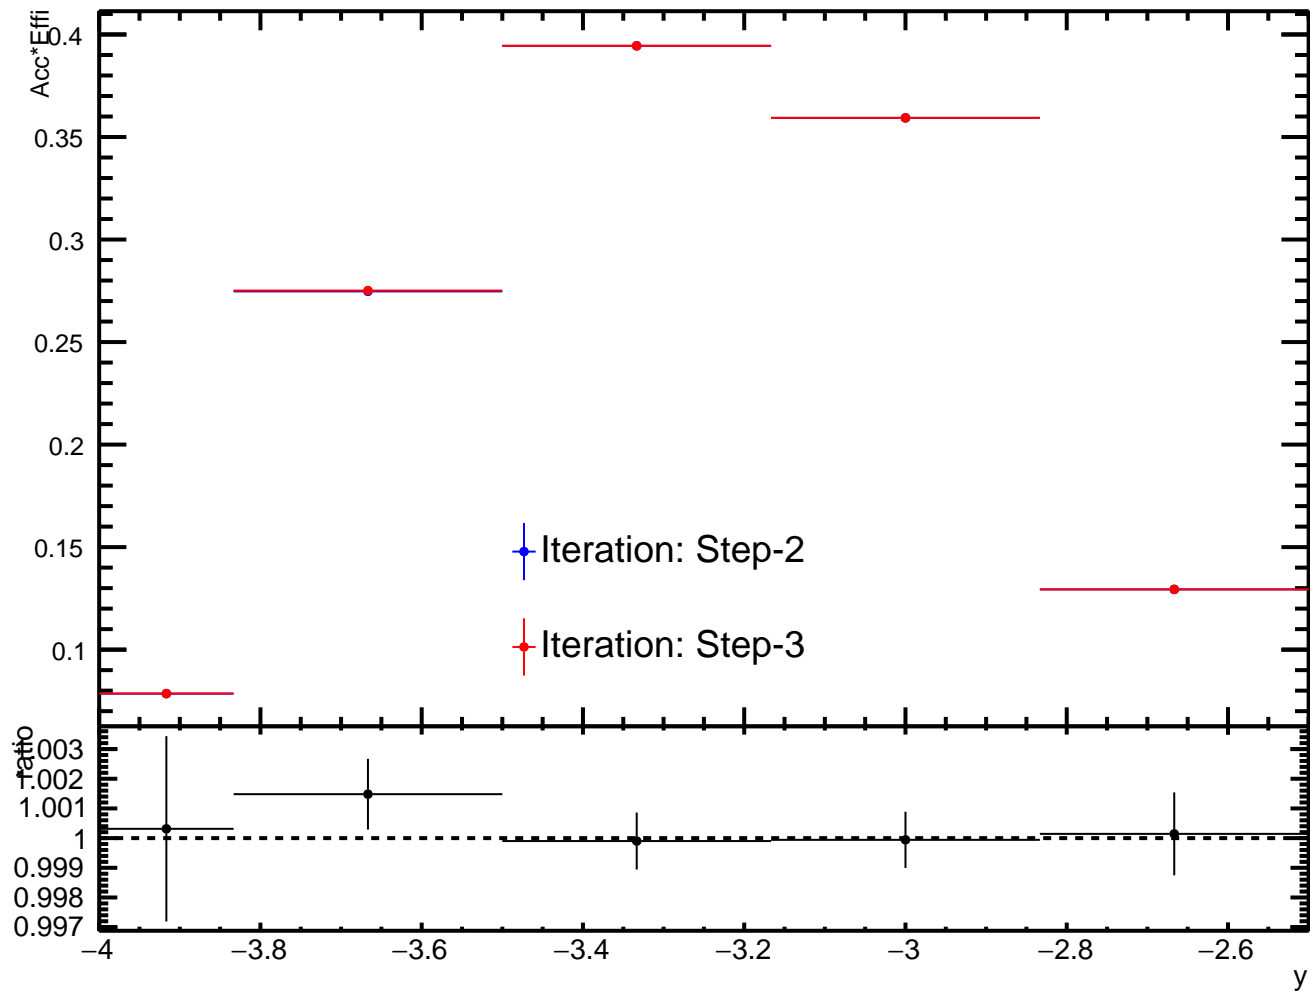 Acc*Effi
0.4
0.35
0.3
0.25
0.2
0.15
0.1
Iteration: Step-2
Iteration: Step-3
ratio
1.003
1.002
1.001
1
0.999
0.998
0.997
−4 −3.8 −3.6 −3.4 −3.2 −3 −2.8 −2.6
y